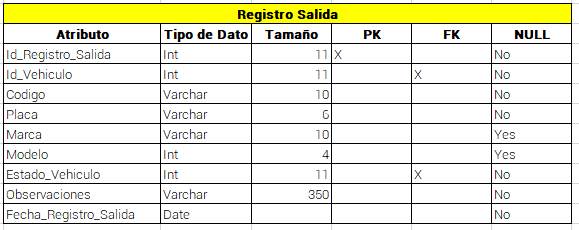 Registro Salida
Atributo Tipo de Dato Tamaño PK FK NULL
Id_Registro_Salida Int 11 X No
Id_Vehiculo Int 11 X No
Codigo Varchar 10 No
Placa Varchar 6 No
Marca Varchar 10 Yes
Modelo Int 4 Yes
Estado_Vehiculo Int 11 X No
Observaciones Varchar 350 No
Fecha_Registro_Salida Date No